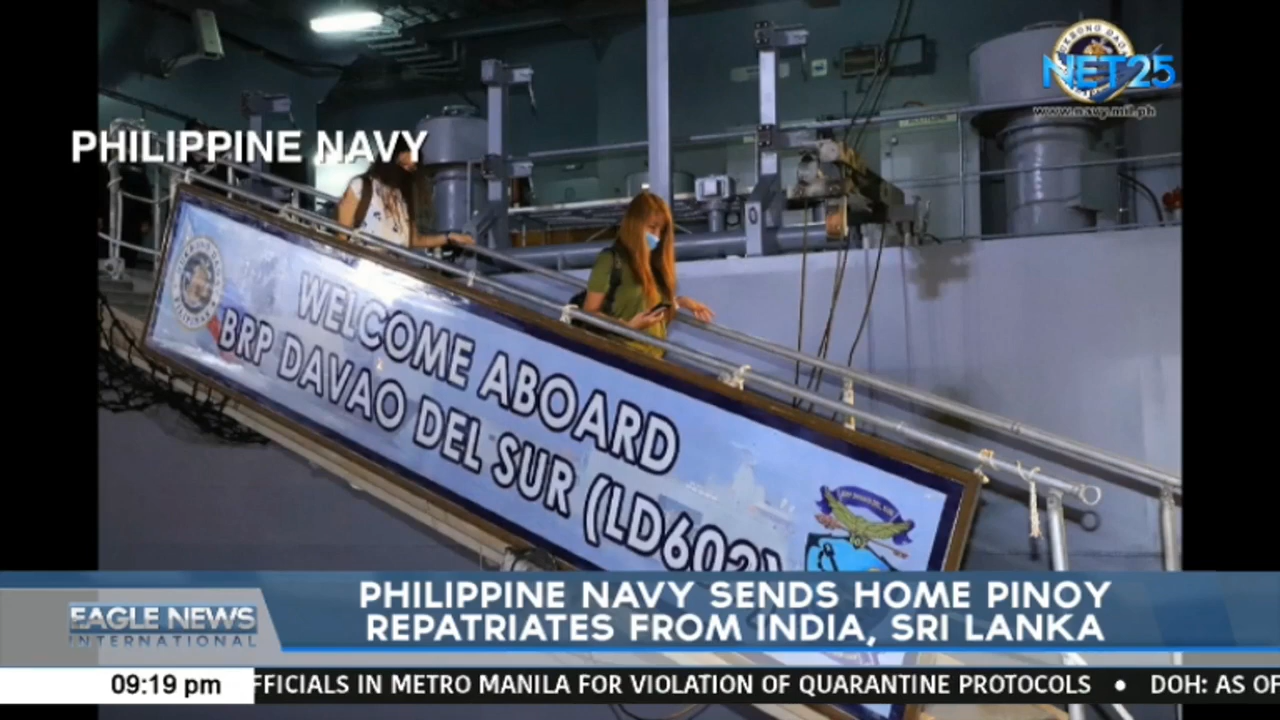 NET25
www.navy.mil.ph
PHILIPPINE NAVY
WELCOME ABOARD
BRP DAVAO DEL SUR (LD602)
EAGLE NEWS
INTERNATIONAL
PHILIPPINE NAVY SENDS HOME PINOY
REPATRIATES FROM INDIA, SRI LANKA
09:19 pm
FFICIALS IN METRO MANILA FOR VIOLATION OF QUARANTINE PROTOCOLS • DOH: AS OF